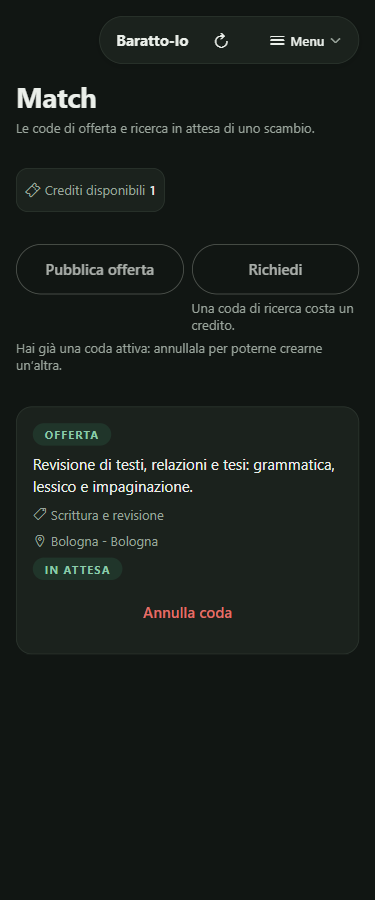 Baratto-Io
Menu
Match
Le code di offerta e ricerca in attesa di uno scambio.
Crediti disponibili 1
Pubblica offerta
Richiedi
Una coda di ricerca costa un
credito.
Hai già una coda attiva: annullala per poterne crearne
un'altra.
OFFERTA
Revisione di testi, relazioni e tesi: grammatica,
lessico e impaginazione.
Scrittura e revisione
Bologna - Bologna
IN ATTESA
Annulla coda